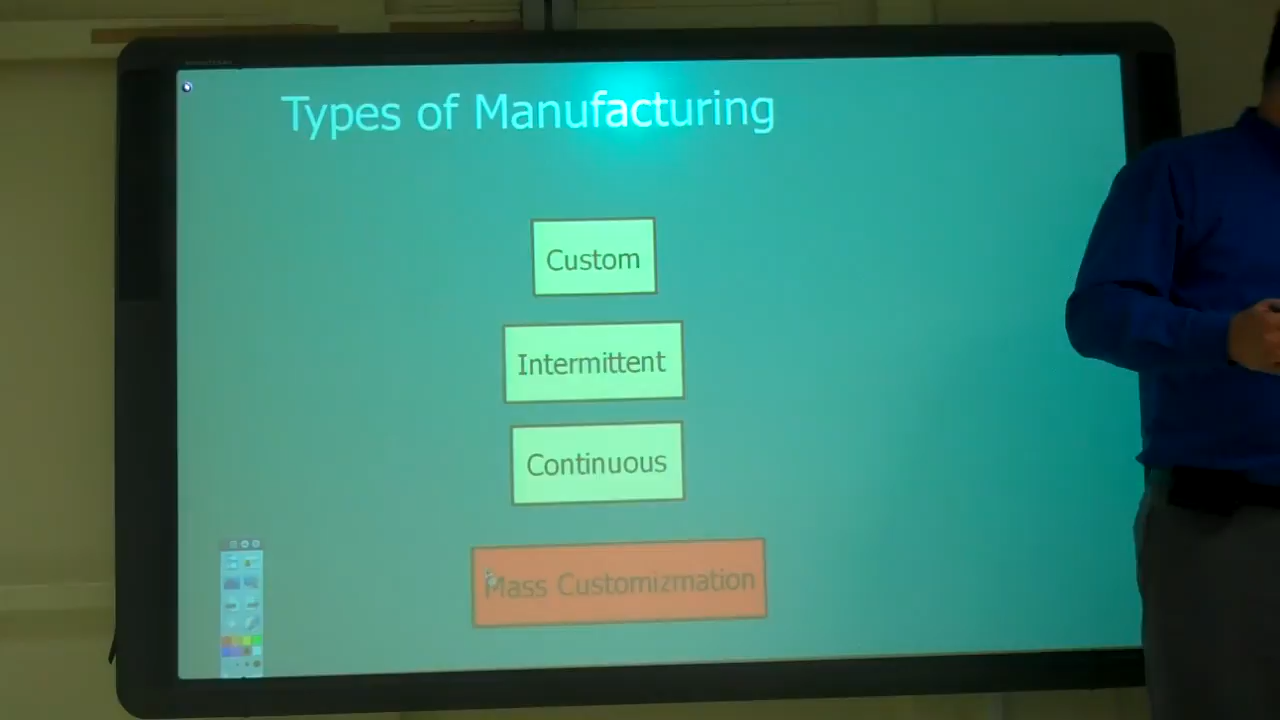 Types of Manufacturing
Custom
Intermittent
Continuous
Mass Customizmation